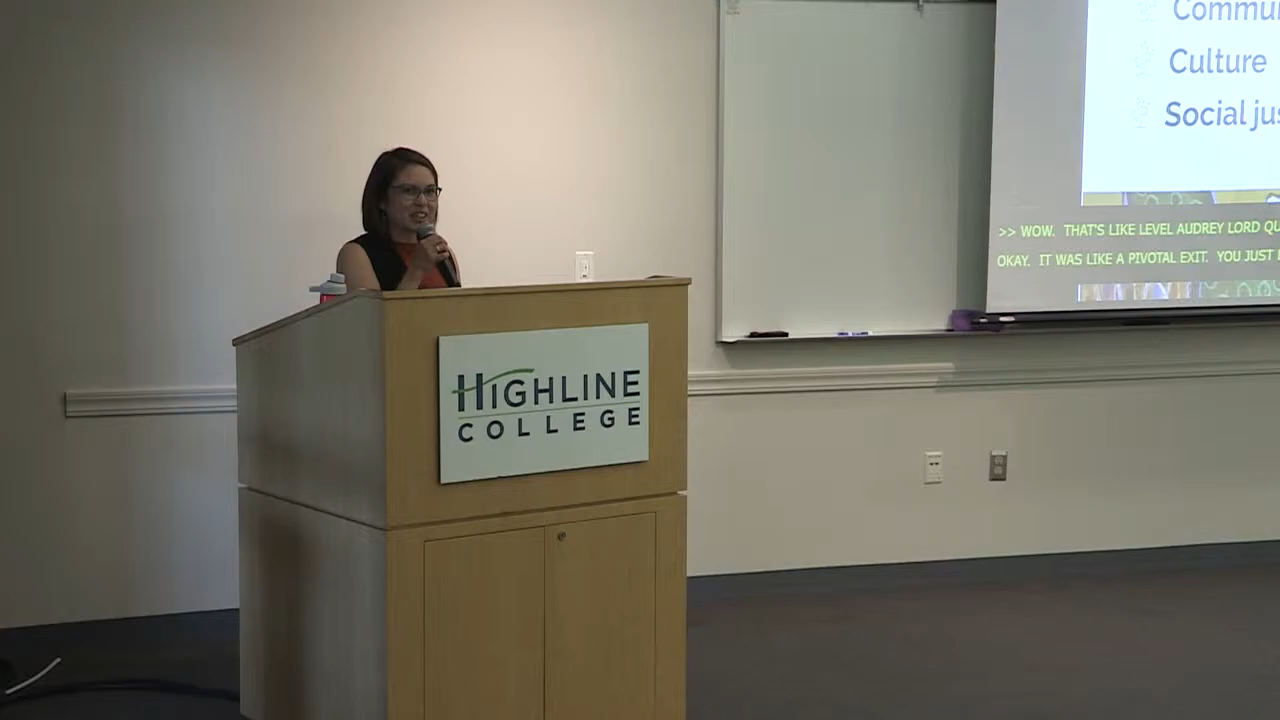 Commu
Culture
Social jus
>> WOW. THAT'S LIKE LEVEL AUDREY LORD QU
OKAY. IT WAS LIKE A PIVOTAL EXIT. YOU JUST
HIGHLINE
COLLEGE